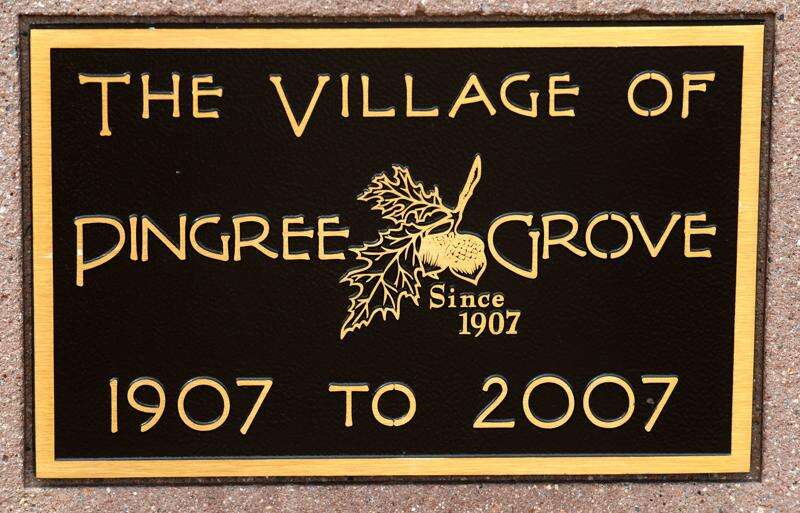 THE VILLAGE OF
PINGREE GROVE
Since
1907
1907 TO 2007